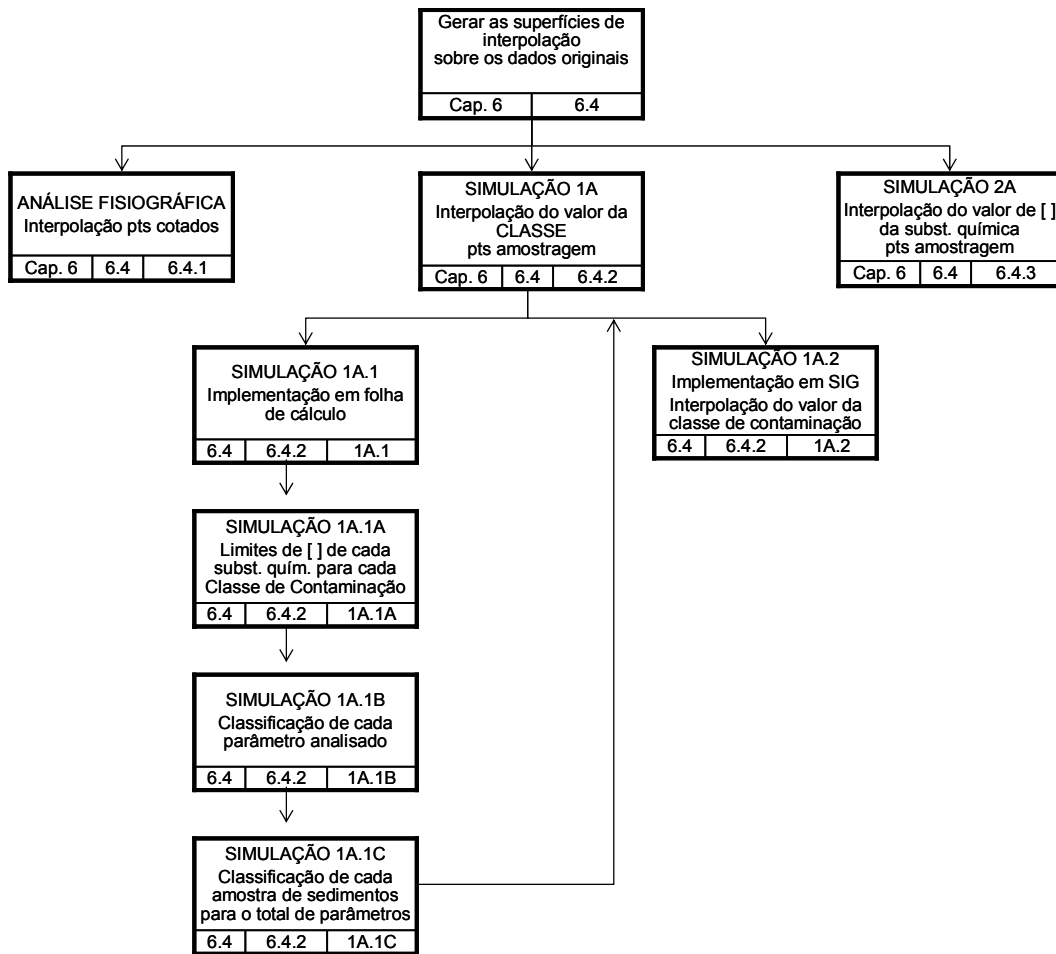 Gerar as superfícies de
interpolação
sobre os dados originais
Cap. 6 6.4
ANÁLISE FISIOGRÁFICA
Interpolação pts cotados
Cap. 6 6.4 6.4.1
SIMULAÇÃO 1A
Interpolação do valor da
CLASSE
pts amostragem
Cap. 6 6.4 6.4.2
SIMULAÇÃO 2A
Interpolação do valor de [ ]
da subst. química
pts amostragem
Cap. 6 6.4 6.4.3
SIMULAÇÃO 1A.1
Implementação em folha
de cálculo
6.4 6.4.2 1A.1
SIMULAÇÃO 1A.2
Implementação em SIG
Interpolação do valor da
classe de contaminação
6.4 6.4.2 1A.2
SIMULAÇÃO 1A.1A
Limites de [ ] de cada
subst. quím. para cada
Classe de Contaminação
6.4 6.4.2 1A.1A
SIMULAÇÃO 1A.1B
Classificação de cada
parâmetro analisado
6.4 6.4.2 1A.1B
SIMULAÇÃO 1A.1C
Classificação de cada
amostra de sedimentos
para o total de parâmetros
6.4 6.4.2 1A.1C